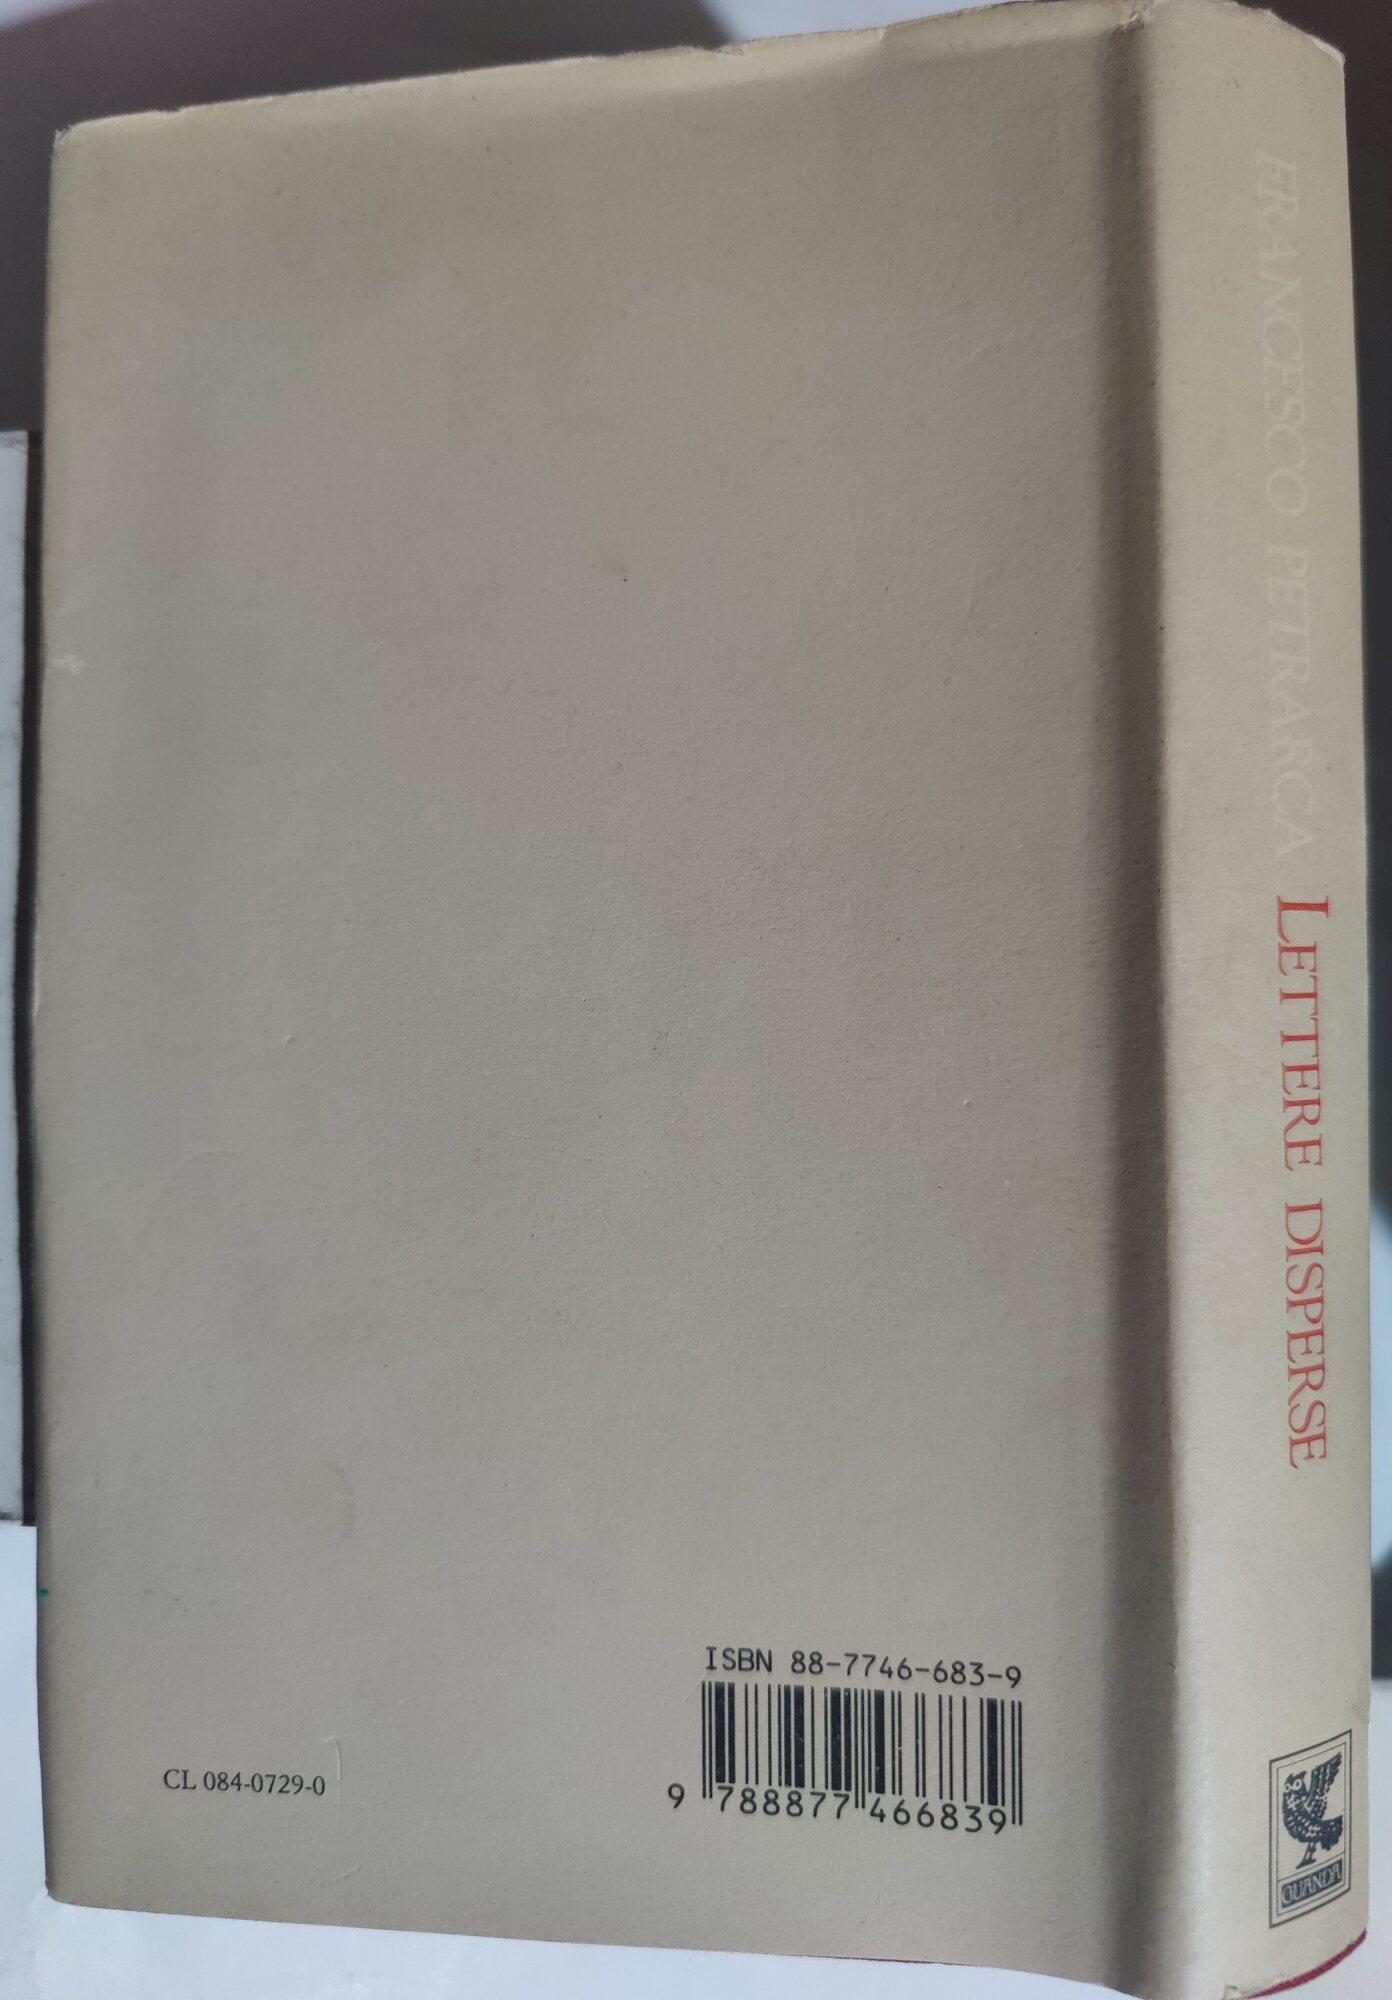 FRANCESCO PETRARCA LETTERE DISPERSE
GUANDA
ISBN 88-7746-683-9
9 788877 466839
CL 084-0729-0